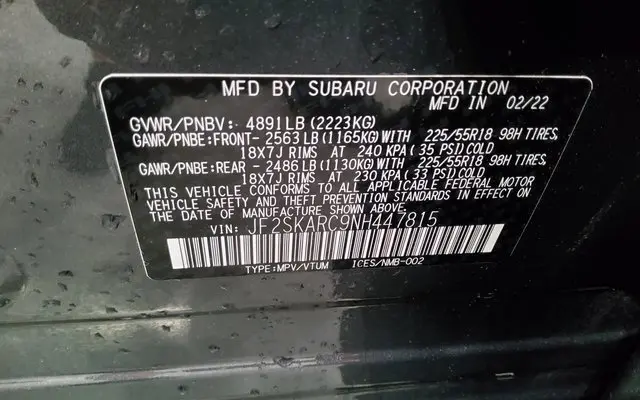 MFD BY SUBARU CORPORATION
MFD IN 02/22
GVWR/PNBV: 4891LB (2223KG)
GAWR/PNBE:FRONT- 2563LB (1165KG) WITH 225/55R18 98H TIRES,
18X7J RIMS AT 240 KPA (35 PSI) COLD
GAWR/PNBE:REAR - 2486LB (1130KG) WITH 225/55R18 98H TIRES,
18X7J RIMS AT 230 KPA (33 PSI) COLD
THIS VEHICLE CONFORMS TO ALL APPLICABLE FEDERAL MOTOR
VEHICLE SAFETY AND THEFT PREVENTION STANDARDS IN EFFECT ON
THE DATE OF MANUFACTURE SHOWN ABOVE.
VIN: JF2SKARC9NH447815
TYPE:MPV/VTUM ICES/NMB-002